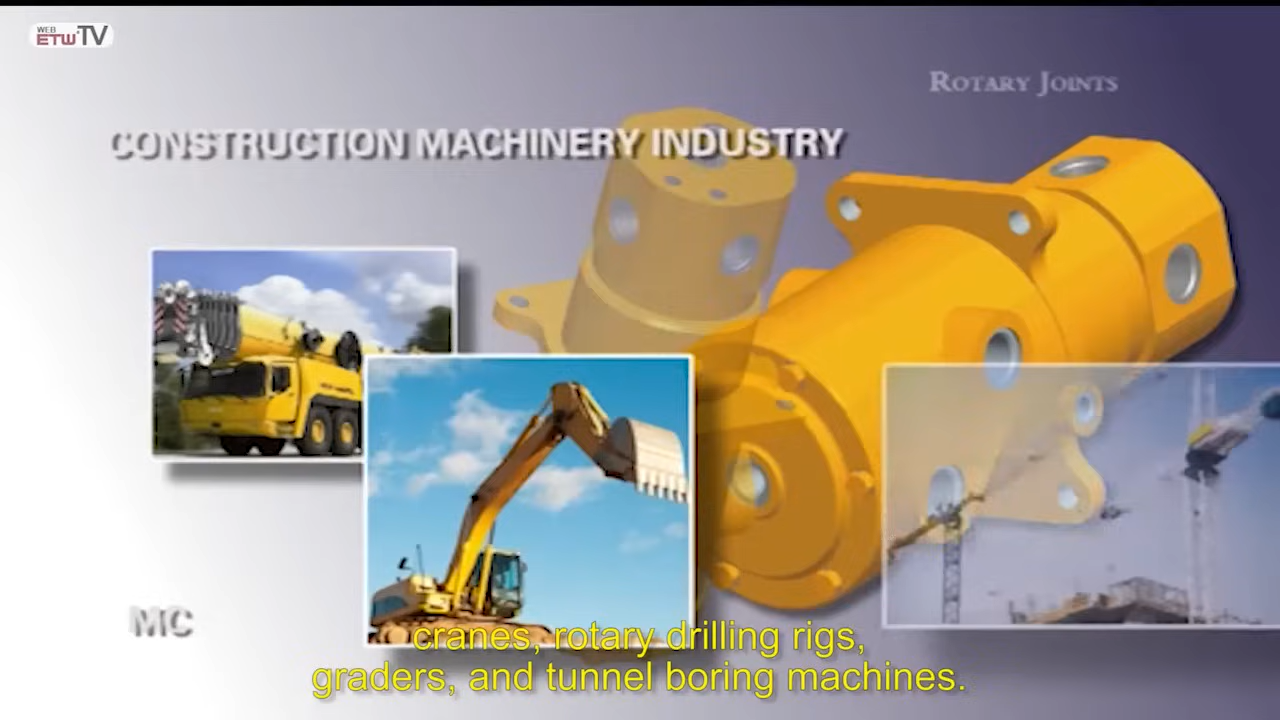 WEB
ETW TV
ROTARY JOINTS
CONSTRUCTION MACHINERY INDUSTRY
MC
cranes, rotary drilling rigs,
graders, and tunnel boring machines.